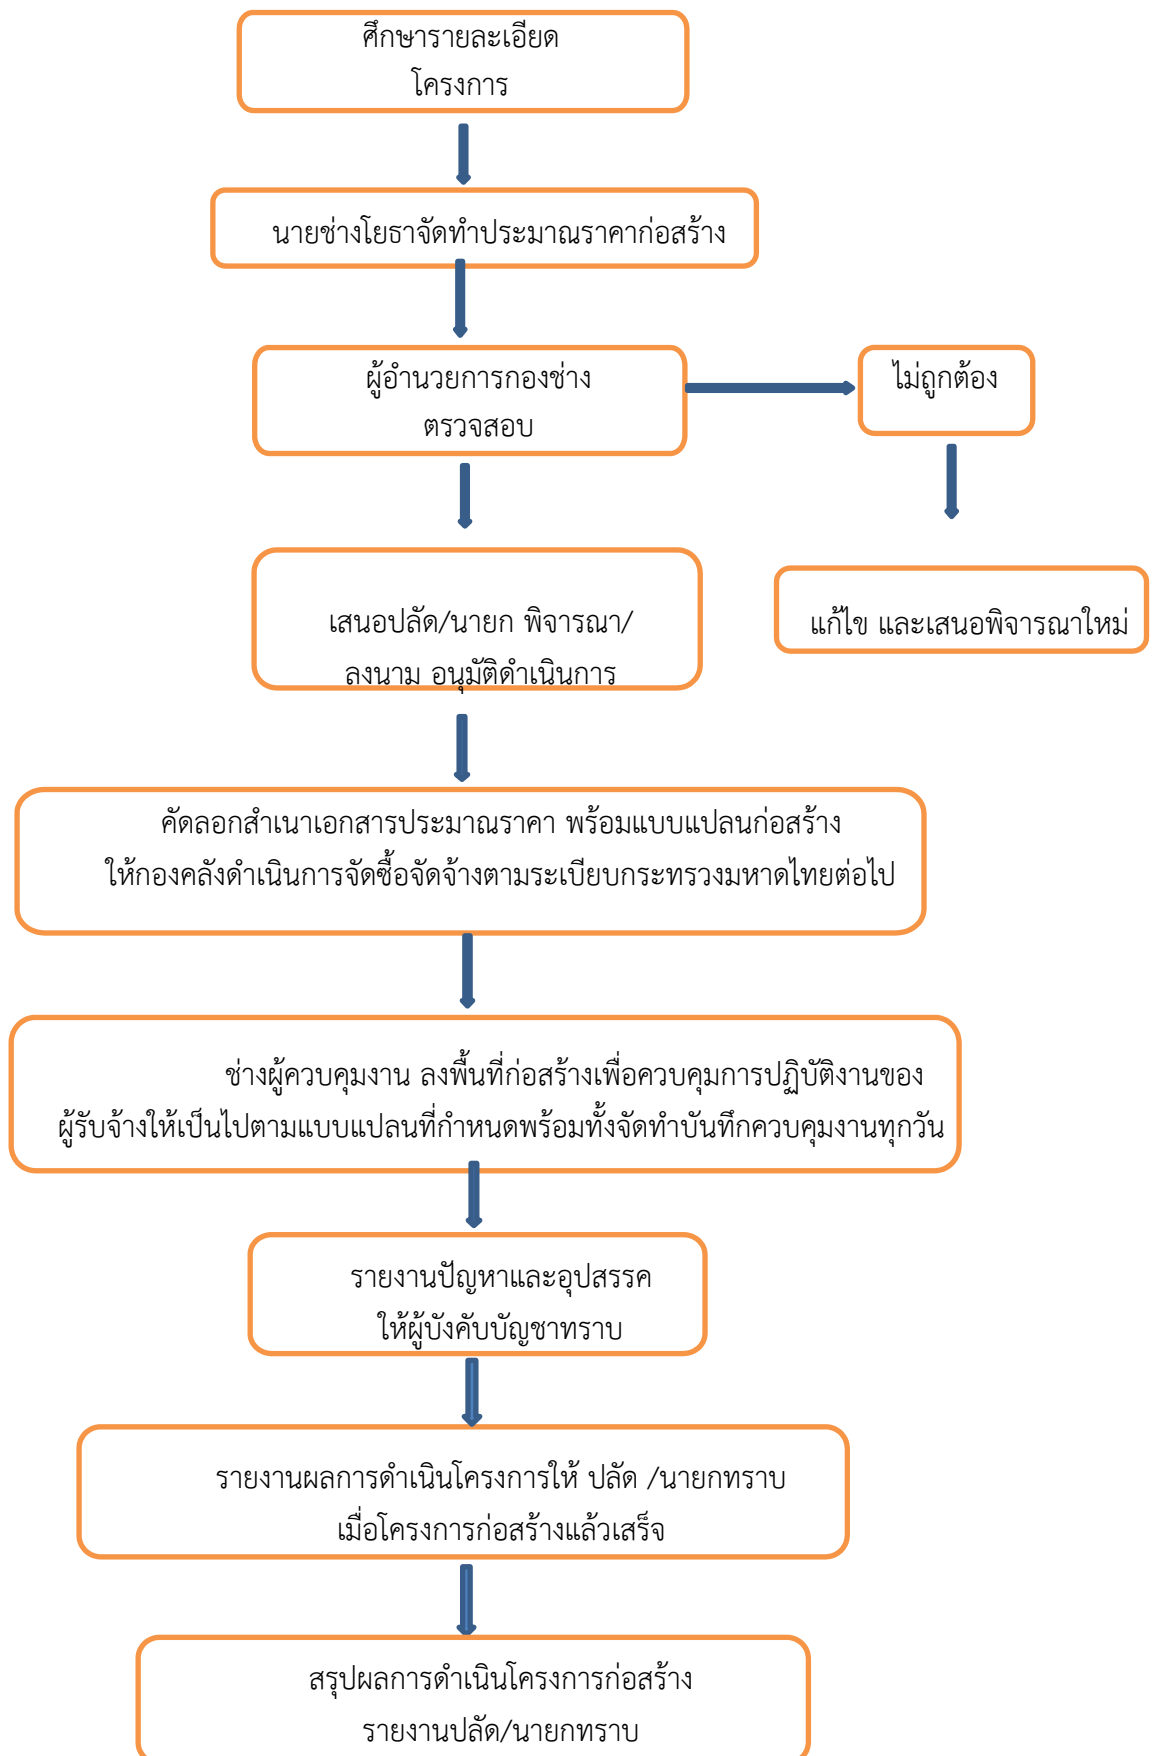 ศึกษารายละเอียด
โครงการ
นายช่างโยธาจัดทำประมาณราคาก่อสร้าง
ผู้อำนวยการกองช่าง
ตรวจสอบ
ไม่ถูกต้อง
เสนอปลัด/นายก พิจารณา/
ลงนาม อนุมัติดำเนินการ
แก้ไข และเสนอพิจารณาใหม่
คัดลอกสำเนาเอกสารประมาณราคา พร้อมแบบแปลนก่อสร้าง
ให้กองคลังดำเนินการจัดซื้อจัดจ้างตามระเบียบกระทรวงมหาดไทยต่อไป
ช่างผู้ควบคุมงาน ลงพื้นที่ก่อสร้างเพื่อควบคุมการปฏิบัติงานของ
ผู้รับจ้างให้เป็นไปตามแบบแปลนที่กำหนดพร้อมทั้งจัดทำบันทึกควบคุมงานทุกวัน
รายงานปัญหาและอุปสรรค
ให้ผู้บังคับบัญชาทราบ
รายงานผลการดำเนินโครงการให้ ปลัด /นายกทราบ
เมื่อโครงการก่อสร้างแล้วเสร็จ
สรุปผลการดำเนินโครงการก่อสร้าง
รายงานปลัด/นายกทราบ